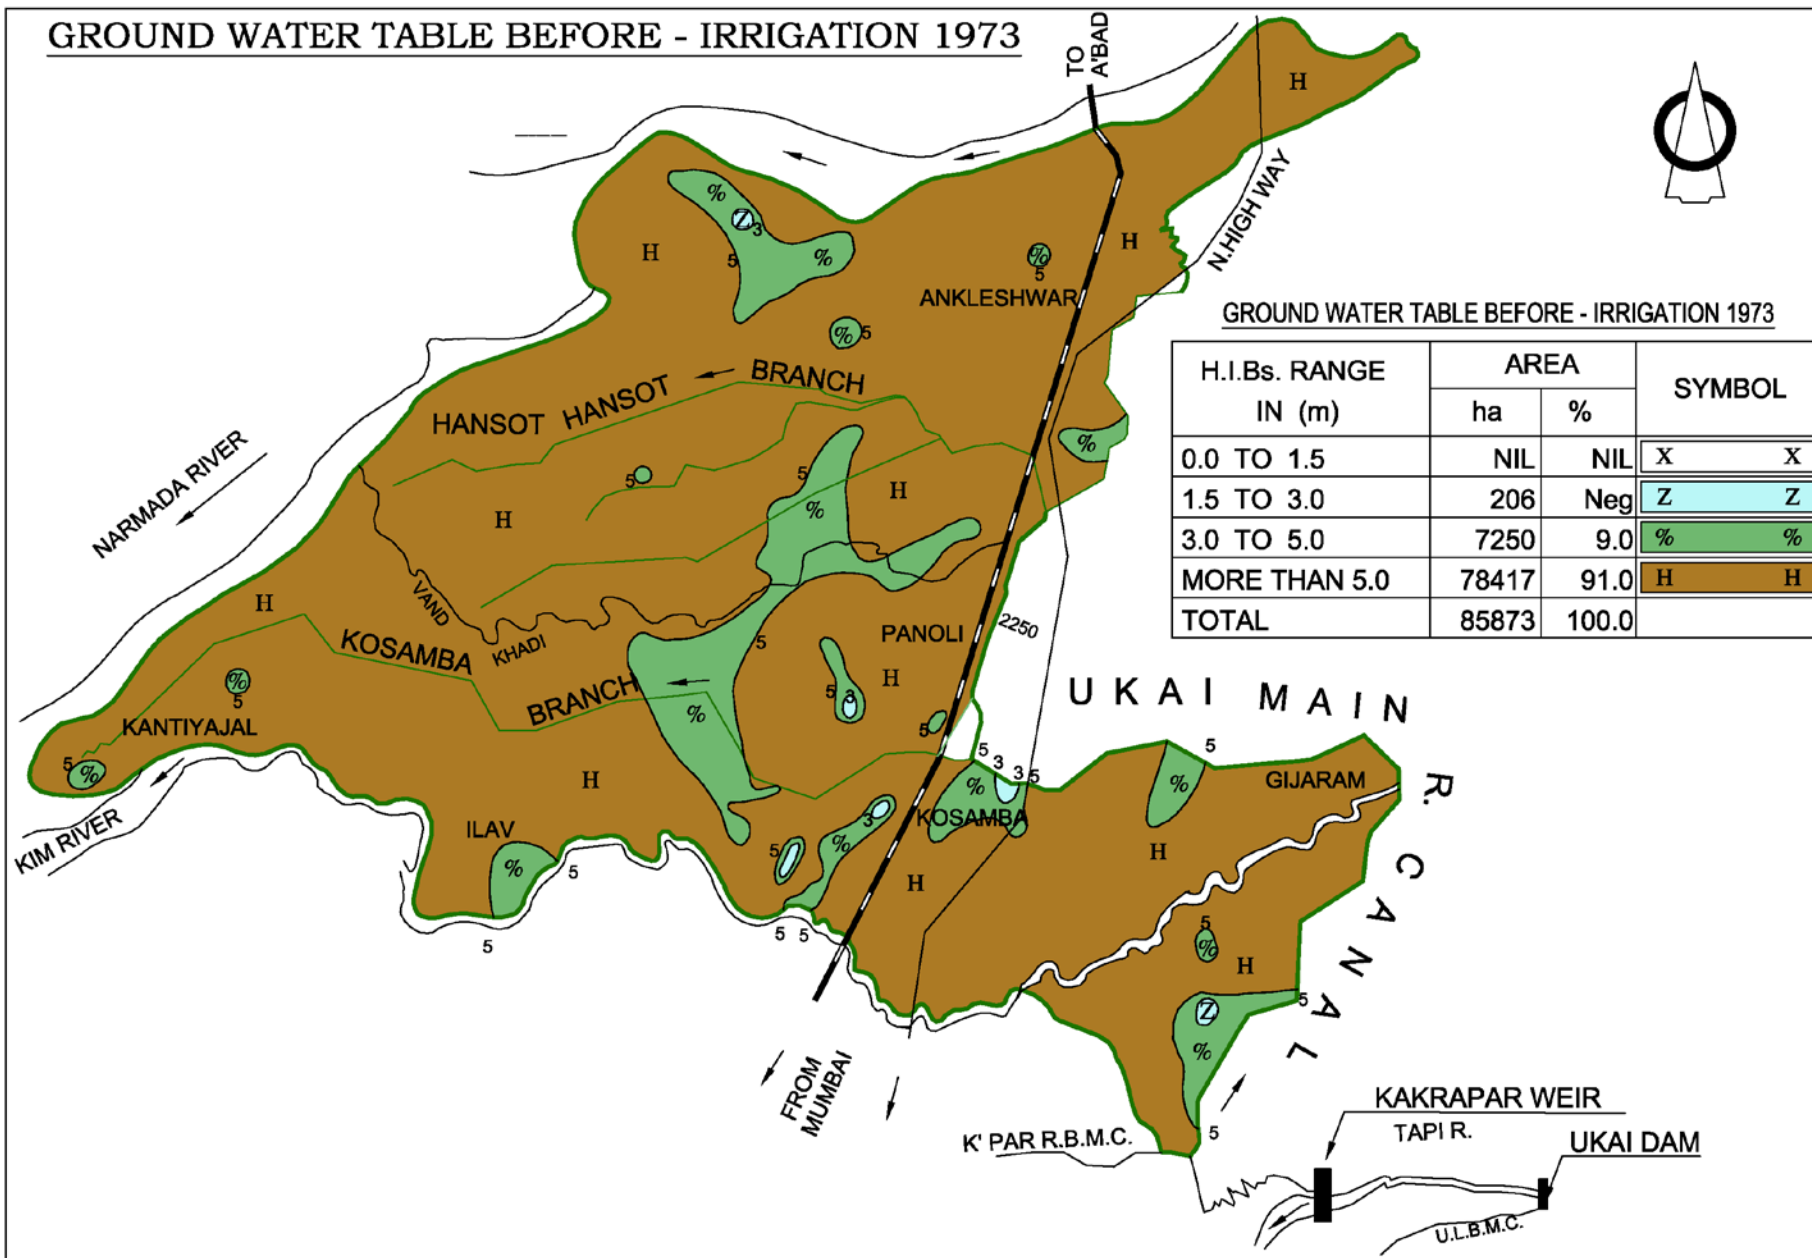 GROUND WATER TABLE BEFORE - IRRIGATION 1973
TO
A'BAD
H
N.HIGH WAY
%
Z
3
%
5
H
H
%
5
ANKLESHWAR
%
5
GROUND WATER TABLE BEFORE - IRRIGATION 1973
H.I.Bs. RANGE IN (m)
AREA
SYMBOL
ha
%
0.0 TO 1.5 NIL NIL X X
1.5 TO 3.0 206 Neg Z Z
3.0 TO 5.0 7250 9.0 % %
MORE THAN 5.0 78417 91.0 H H
TOTAL 85873 100.0
HANSOT
HANSOT BRANCH
%
NARMADA RIVER
5
5
%
H
H
H
VAND
KHADI
KOSAMBA
BRANCH
5
PANOLI
2250
%
5
KANTIYAJAL
5
%
%
5
3
H
5
UKAI MAIN
R. CANAL
KIM RIVER
H
ILAV
%
5
5
5
3
%
5 5
5
3
3 5
%
KOSAMBA
H
5
%
GIJARAM
H
5
%
H
5
Z
%
5
FROM
MUMBAI
K' PAR R.B.M.C.
KAKRAPAR WEIR
TAPI R.
UKAI DAM
U.L.B.M.C.